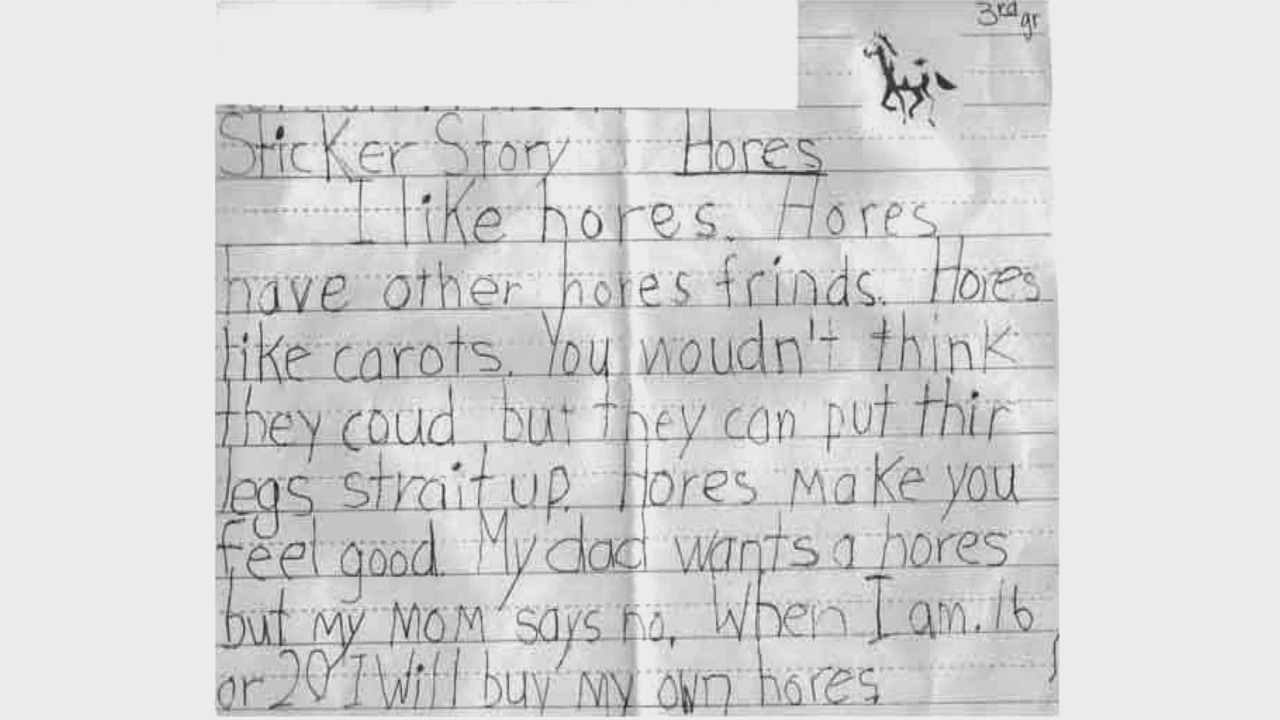 3rd gr
Sticker Story Hores
I like hores. Hores
have other hores frinds. Hores
like carots. You woudn't think
they coud but they can put thir
legs strait up. Hores make you
feel good. My dad wants a hores
but my mom says no. When I am. 16
or 20 I will buy my own hores